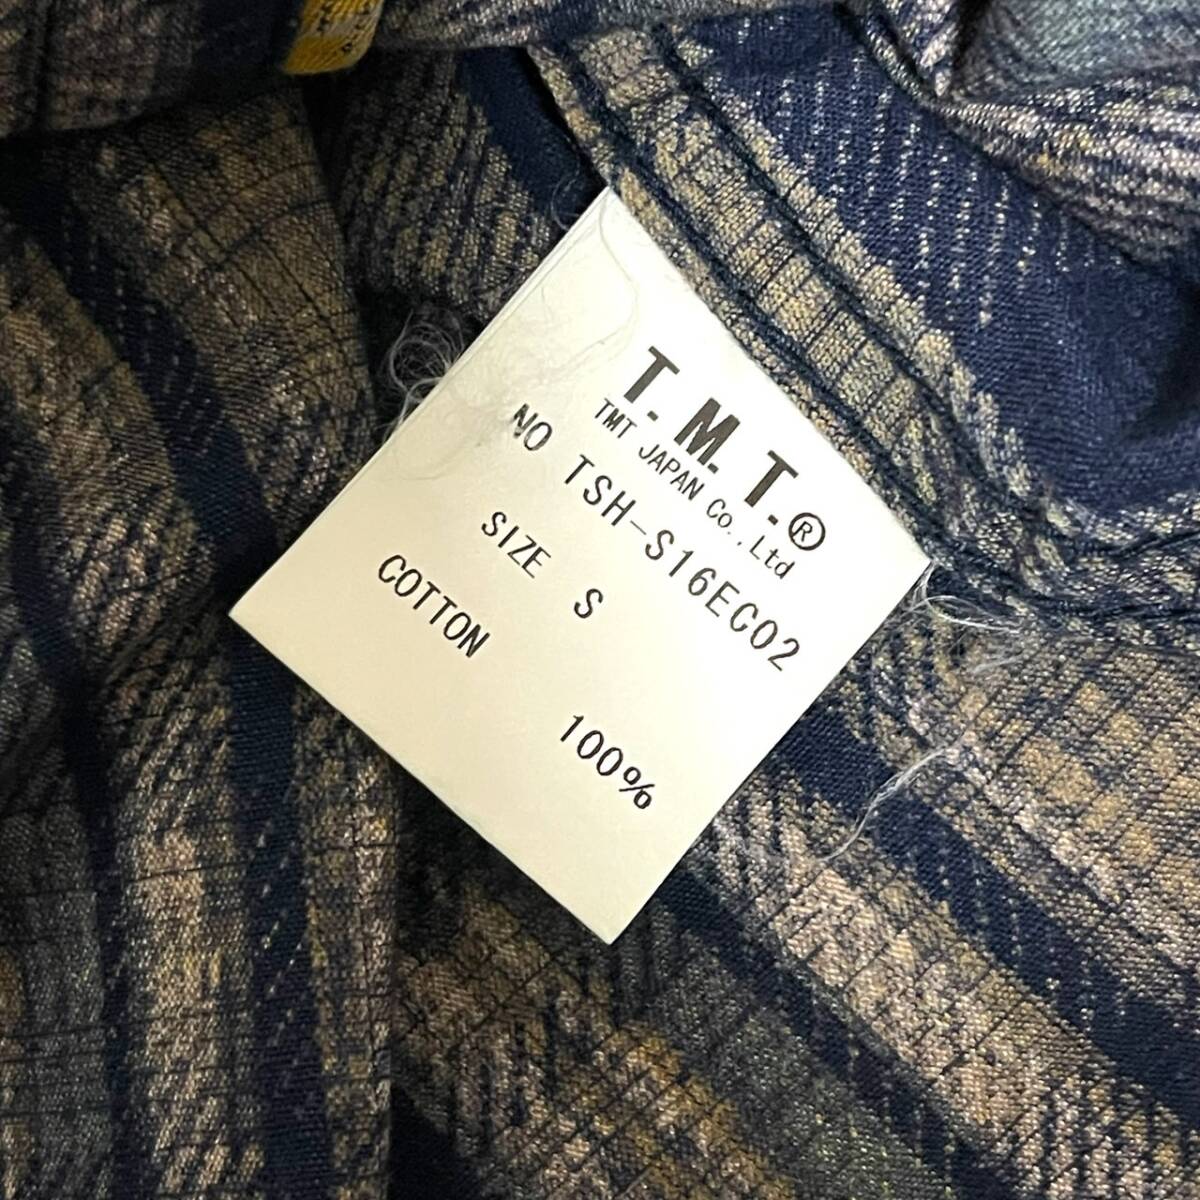 T.M.T.®
TMT JAPAN Co.,Ltd
NO TSH-S16EC02
SIZE S
COTTON 100%